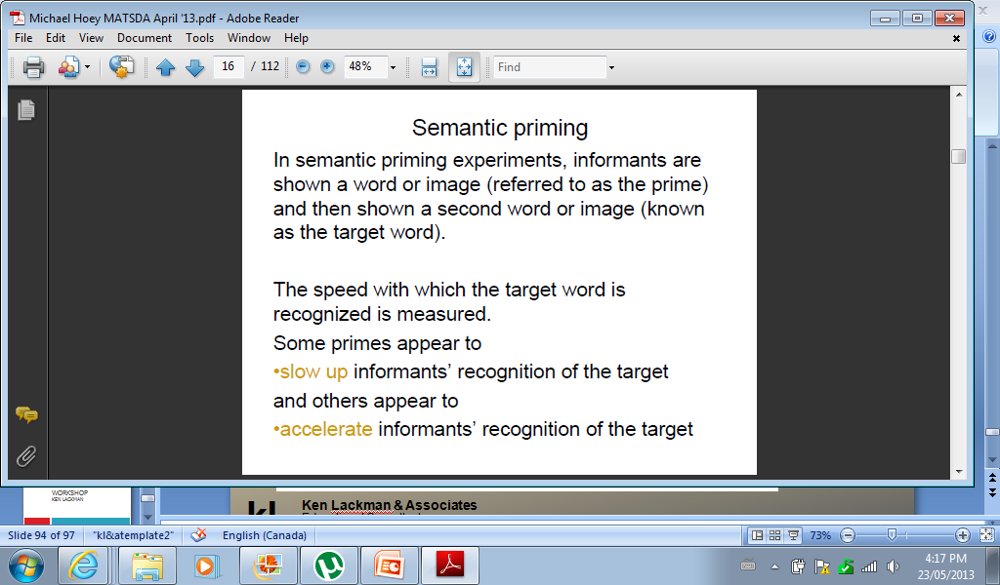 Michael Hoey MATSDA April '13.pdf - Adobe Reader
File Edit View Document Tools Window Help
16 / 112 48% Find
Semantic priming
In semantic priming experiments, informants are
shown a word or image (referred to as the prime)
and then shown a second word or image (known
as the target word).
The speed with which the target word is
recognized is measured.
Some primes appear to
•slow up informants’ recognition of the target
and others appear to
•accelerate informants’ recognition of the target
WORKSHOP
KEN LACKMAN
kl Ken Lackman & Associates
Slide 94 of 97 "kl&atemplate2" English (Canada) 73%
4:17 PM
23/05/2013